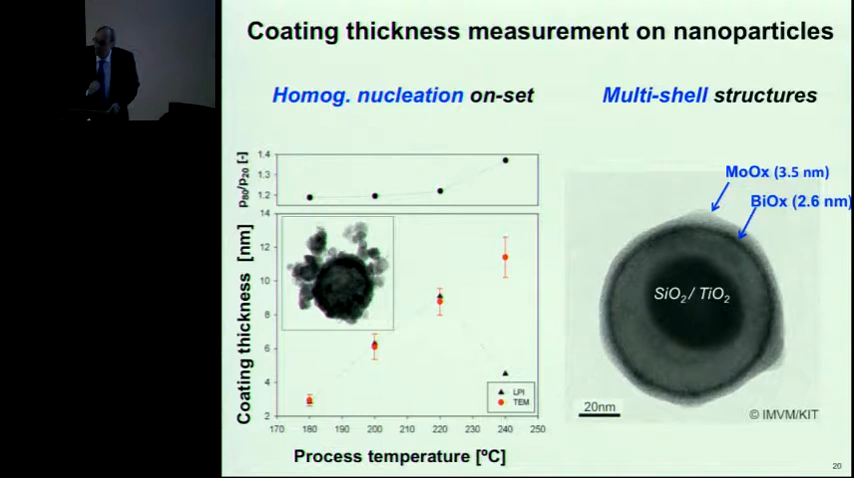 Coating thickness measurement on nanoparticles
Homog. nucleation on-set
Multi-shell structures
p80/p20 [-]
1.4
1.3
1.2
Coating thickness [nm]
14
12
10
8
6
4
2
LPI
TEM
170 180 190 200 210 220 230 240 250
Process temperature [ºC]
MoOx (3.5 nm)
BiOx (2.6 nm)
SiO2 / TiO2
20nm
© IMVM/KIT
20